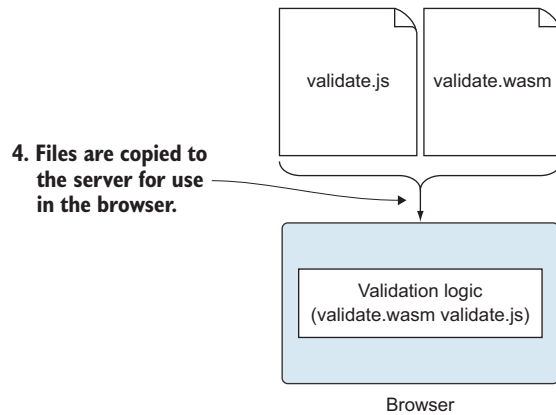 validate.js
validate.wasm
4. Files are copied to
the server for use
in the browser.
Validation logic
(validate.wasm validate.js)
Browser